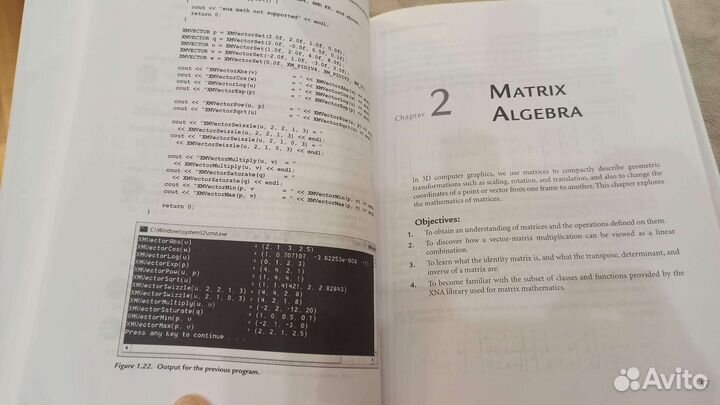 cout << "xna math not supported" << endl;
return 0;
}
XMVECTOR p = XMVectorSet(2.0f, 2.0f, 1.0f, 0.0f);
XMVECTOR q = XMVectorSet(2.0f, -0.5f, 0.5f, 0.1f);
XMVECTOR u = XMVectorSet(1.0f, 2.0f, 4.0f, 8.0f);
XMVECTOR v = XMVectorSet(-2.0f, 1.0f, -3.0f, 2.5f);
XMVECTOR w = XMVectorSet(0.0f, XM_PIDIV4, XM_PIDIV2,
cout << "XMVectorAbs(v) = " << XMVectorAbs(v)
cout << "XMVectorCos(w) = " << XMVectorCos(w)
cout << "XMVectorLog(u) = " << XMVectorLog(u)
cout << "XMVectorExp(p) = " << XMVectorExp(p)
cout << "XMVectorPow(u, p) = " << XMVectorPow(u, p)
cout << "XMVectorSqrt(u) = " << XMVectorSqrt(u)
cout << "XMVectorSwizzle(u, 2, 2, 1, 3) = "
<< XMVectorSwizzle(u, 2, 2, 1, 3) << endl;
cout << "XMVectorSwizzle(u, 2, 1, 0, 3) = "
<< XMVectorSwizzle(u, 2, 1, 0, 3) << endl;
cout << "XMVectorMultiply(u, v) = "
<< XMVectorMultiply(u, v) << endl;
cout << "XMVectorSaturate(q) = "
<< XMVectorSaturate(q) << endl;
cout << "XMVectorMin(p, v = " << XMVectorMin(p, v) <<
cout << "XMVectorMax(p, v = " << XMVectorMax(p, v) <<
return 0;
}
C:\Windows\system32\cmd.exe
XMVectorAbs(v) = (2, 1, 3, 2.5)
XMVectorCos(w) = (1, 0.707107, -3.62253e-008, -1)
XMVectorLog(u) = (0, 1, 2, 3)
XMVectorExp(p) = (4, 4, 2, 1)
XMVectorPow(u, p) = (1, 4, 4, 1)
XMVectorSqrt(u) = (1, 1.41421, 2, 2.82843)
XMVectorSwizzle(u, 2, 2, 1, 3) = (4, 4, 2, 8)
XMVectorSwizzle(u, 2, 1, 0, 3) = (4, 2, 1, 8)
XMVectorMultiply(u, v) = (-2, 2, -12, 20)
XMVectorSaturate(q) = (1, 0, 0.5, 0.1)
XMVectorMin(p, v) = (-2, 1, -3, 0)
XMVectorMax(p, v) = (2, 2, 1, 2.5)
Press any key to continue . . .
Figure 1.22. Output for the previous program.
Chapter 2 MATRIX
ALGEBRA
In 3D computer graphics, we use matrices to compactly describe geometric
transformations such as scaling, rotation, and translation, and also to change the
coordinates of a point or vector from one frame to another. This chapter explores
the mathematics of matrices.
Objectives:
1. To obtain an understanding of matrices and the operations defined on them.
2. To discover how a vector-matrix multiplication can be viewed as a linear
combination.
3. To learn what the identity matrix is, and what the transpose, determinant, and
inverse of a matrix are.
4. To become familiar with the subset of classes and functions provided by the
XNA library used for matrix mathematics.
Avito